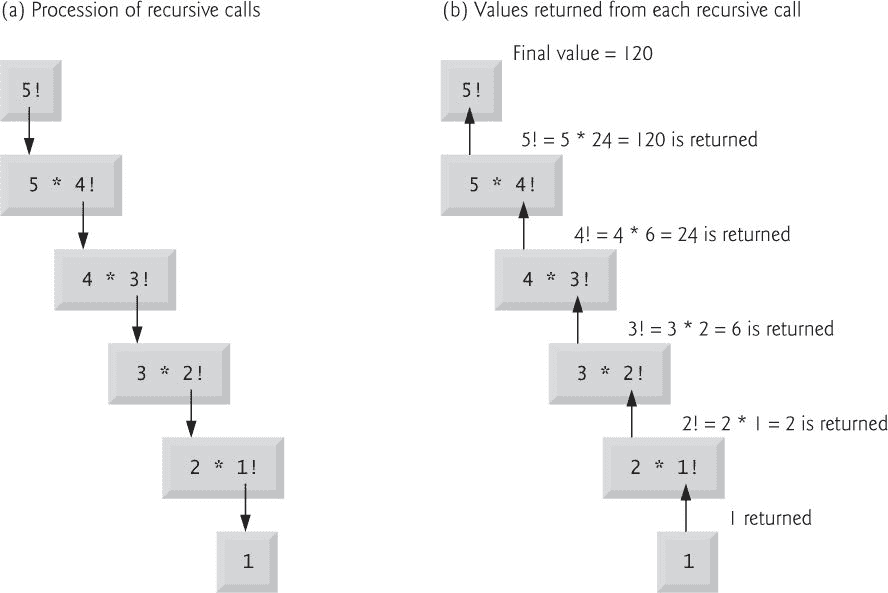 (a) Procession of recursive calls
5!
5 * 4!
4 * 3!
3 * 2!
2 * 1!
1
(b) Values returned from each recursive call
Final value = 120
5!
5! = 5 * 24 = 120 is returned
5 * 4!
4! = 4 * 6 = 24 is returned
4 * 3!
3! = 3 * 2 = 6 is returned
3 * 2!
2! = 2 * 1 = 2 is returned
2 * 1!
1 returned
1